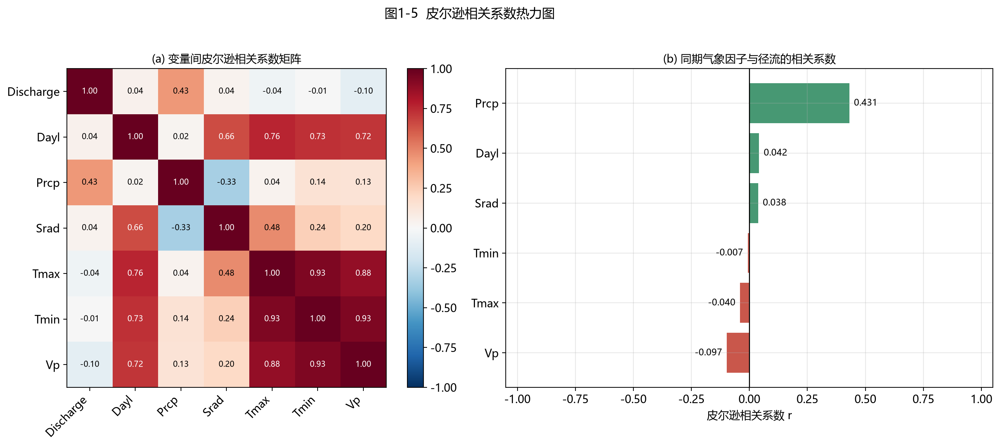 图1-5 皮尔逊相关系数热力图
(a) 变量间皮尔逊相关系数矩阵
Discharge 1.00 0.04 0.43 0.04 -0.04 -0.01 -0.10
Dayl 0.04 1.00 0.02 0.66 0.76 0.73 0.72
Prcp 0.43 0.02 1.00 -0.33 0.04 0.14 0.13
Srad 0.04 0.66 -0.33 1.00 0.48 0.24 0.20
Tmax -0.04 0.76 0.04 0.48 1.00 0.93 0.88
Tmin -0.01 0.73 0.14 0.24 0.93 1.00 0.93
Vp -0.10 0.72 0.13 0.20 0.88 0.93 1.00
Discharge Dayl Prcp Srad Tmax Tmin Vp
1.00
0.75
0.50
0.25
0.00
-0.25
-0.50
-0.75
-1.00
(b) 同期气象因子与径流的相关系数
Prcp 0.431
Dayl 0.042
Srad 0.038
Tmin -0.007
Tmax -0.040
Vp -0.097
-1.00 -0.75 -0.50 -0.25 0.00 0.25 0.50 0.75 1.00
皮尔逊相关系数 r